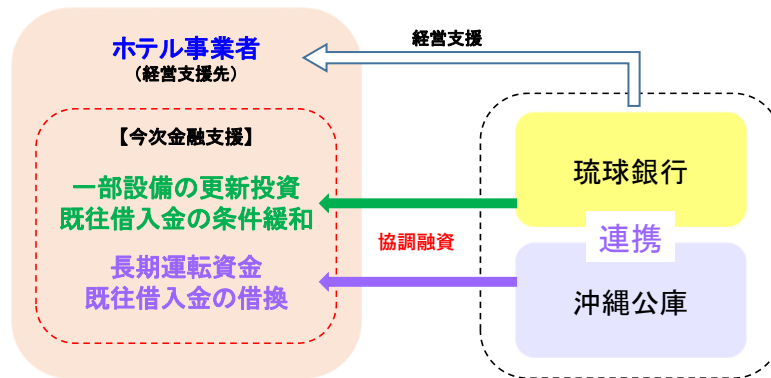 ホテル事業者
（経営支援先）
経営支援
【今次金融支援】
一部設備の更新投資
既往借入金の条件緩和
長期運転資金
既往借入金の借換
協調融資
琉球銀行
連携
沖縄公庫